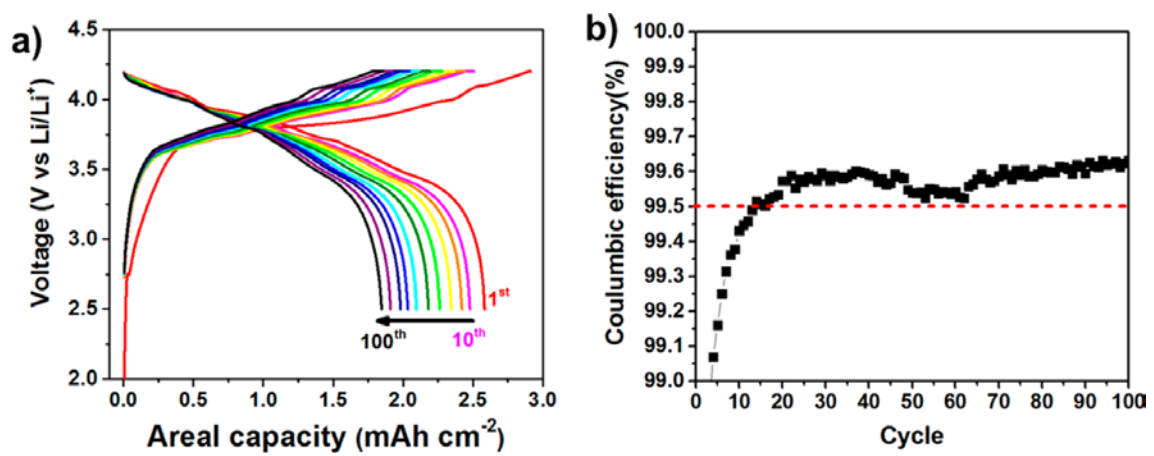 a)
Voltage (V vs Li/Li⁺)
4.5
4.0
3.5
3.0
2.5
2.0
1ˢᵗ
100ᵗʰ
10ᵗʰ
0.0 0.5 1.0 1.5 2.0 2.5 3.0
Areal capacity (mAh cm⁻²)
b)
Coulumbic efficiency(%)
100.0
99.9
99.8
99.7
99.6
99.5
99.4
99.3
99.2
99.1
99.0
0 10 20 30 40 50 60 70 80 90 100
Cycle